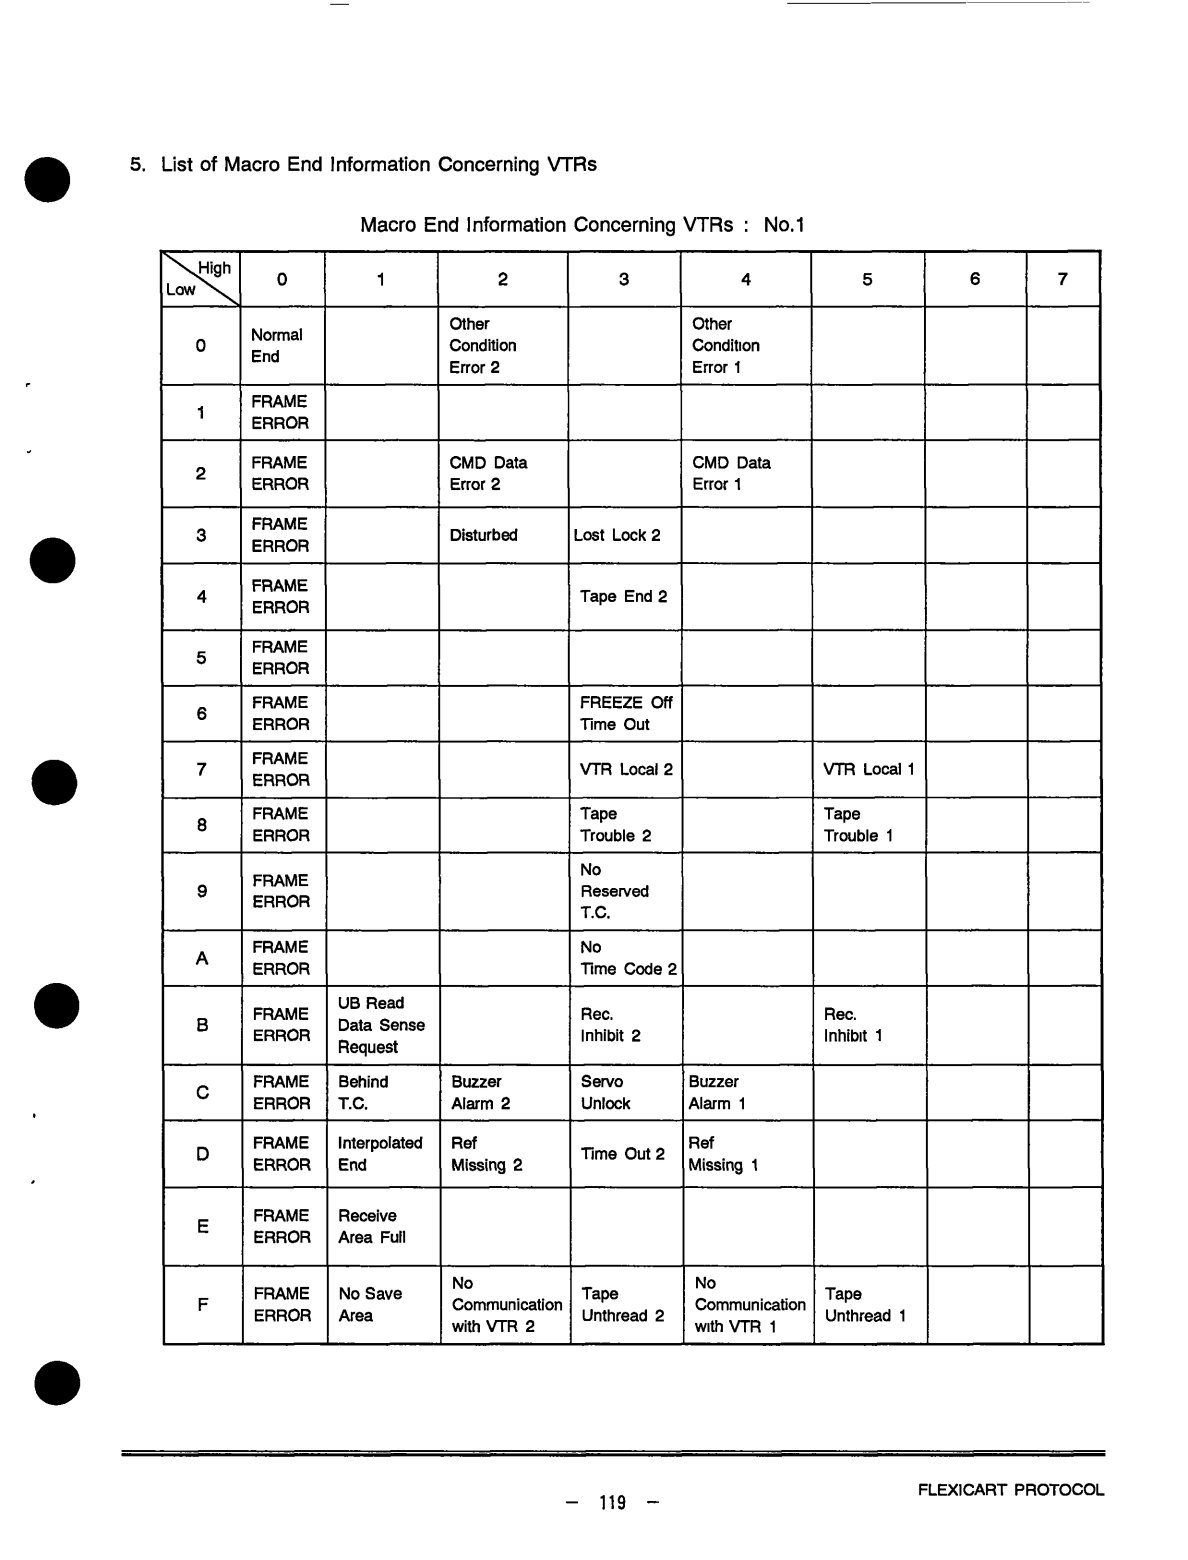 5. List of Macro End Information Concerning VTRs
Macro End Information Concerning VTRs : No.1
High
Low
0 1 2 3 4 5 6 7
0
Normal
End
Other
Condition
Error 2
Other
Condition
Error 1
1
FRAME
ERROR
2
FRAME
ERROR
CMD Data
Error 2
CMD Data
Error 1
3
FRAME
ERROR
Disturbed
Lost Lock 2
4
FRAME
ERROR
Tape End 2
5
FRAME
ERROR
6
FRAME
ERROR
FREEZE Off
Time Out
7
FRAME
ERROR
VTR Local 2
VTR Local 1
8
FRAME
ERROR
Tape
Trouble 2
Tape
Trouble 1
9
FRAME
ERROR
No
Reserved
T.C.
A
FRAME
ERROR
No
Time Code 2
B
FRAME
ERROR
UB Read
Data Sense
Request
Rec.
Inhibit 2
Rec.
Inhibit 1
C
FRAME
ERROR
Behind
T.C.
Buzzer
Alarm 2
Servo
Unlock
Buzzer
Alarm 1
D
FRAME
ERROR
Interpolated
End
Ref
Missing 2
Time Out 2
Ref
Missing 1
E
FRAME
ERROR
Receive
Area Full
F
FRAME
ERROR
No Save
Area
No
Communication
with VTR 2
Tape
Unthread 2
No
Communication
with VTR 1
Tape
Unthread 1
FLEXICART PROTOCOL
– 119 –